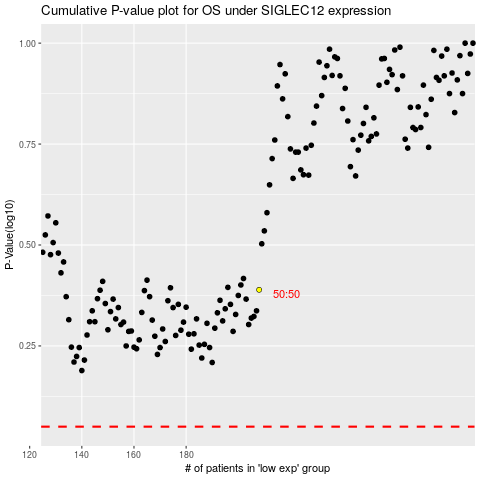 Cumulative P-value plot for OS under SIGLEC12 expression
P-Value(log10)
1.00
0.75
0.50
0.25
50:50
120 140 160 180
# of patients in 'low exp' group